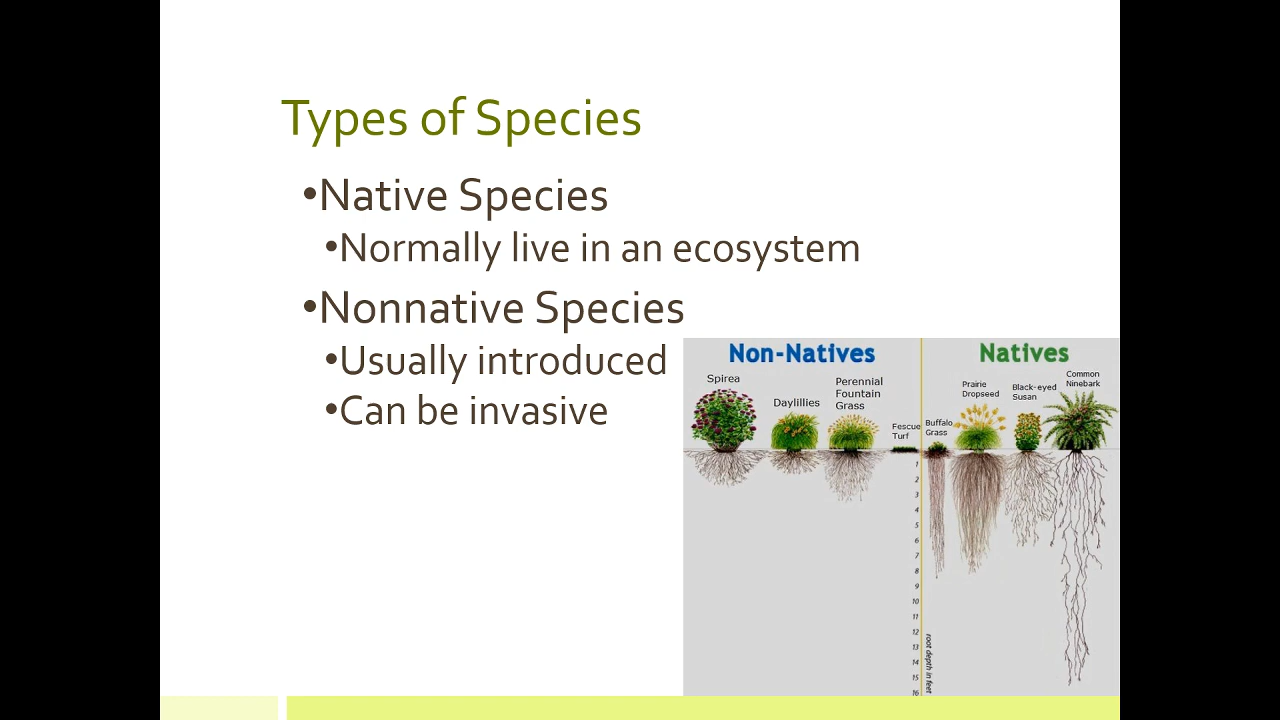 Types of Species
•Native Species
•Normally live in an ecosystem
•Nonnative Species
•Usually introduced
•Can be invasive
Non-Natives
Natives
Spirea
Daylillies
Perennial
Fountain
Grass
Fescue
Turf
Buffalo
Grass
Prairie
Dropseed
Black-eyed
Susan
Common
Ninebark
1
2
3
4
5
6
7
8
9
10
11
12
13
14
15
16
root depth in feet